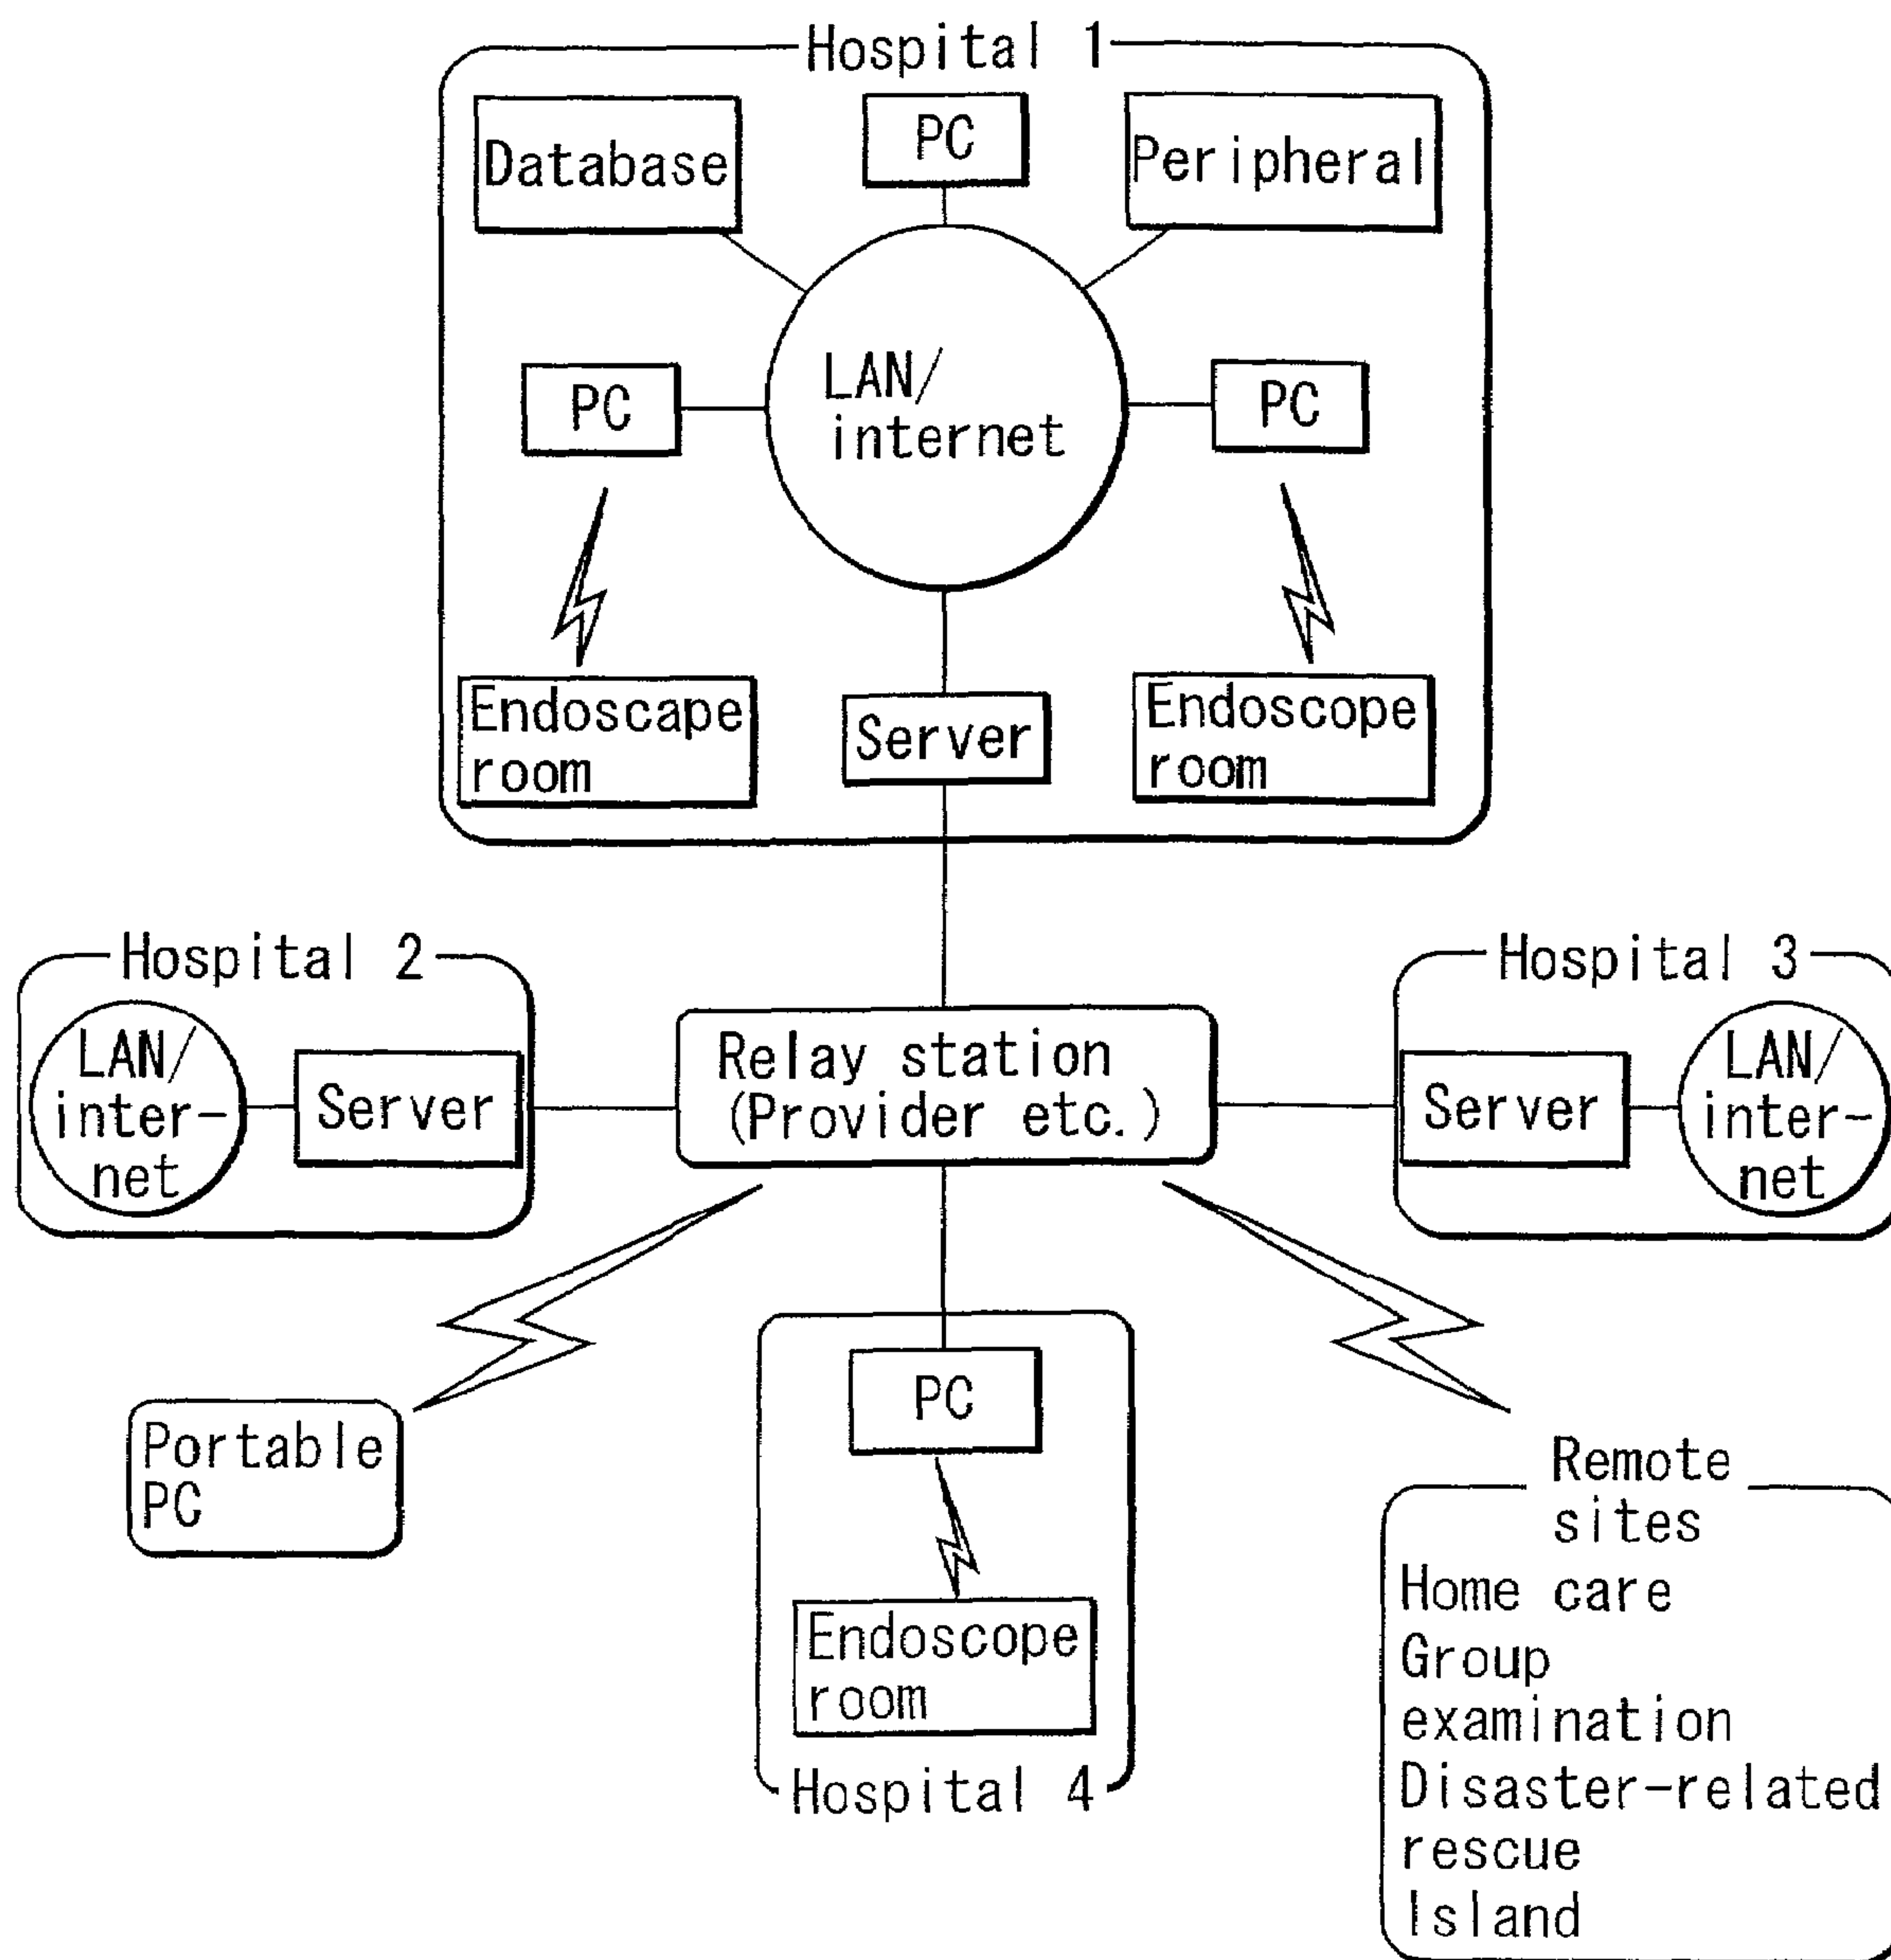 Hospital 1
Database
PC
Peripheral
LAN/
internet
PC
PC
Endoscape
room
Server
Endoscope
room
Hospital 2
LAN/
inter-
net
Server
Relay station
(Provider etc.)
Hospital 3
Server
LAN/
inter-
net
Portable
PC
PC
Endoscope
room
Hospital 4
Remote
sites
Home care
Group
examination
Disaster-related
rescue
Island